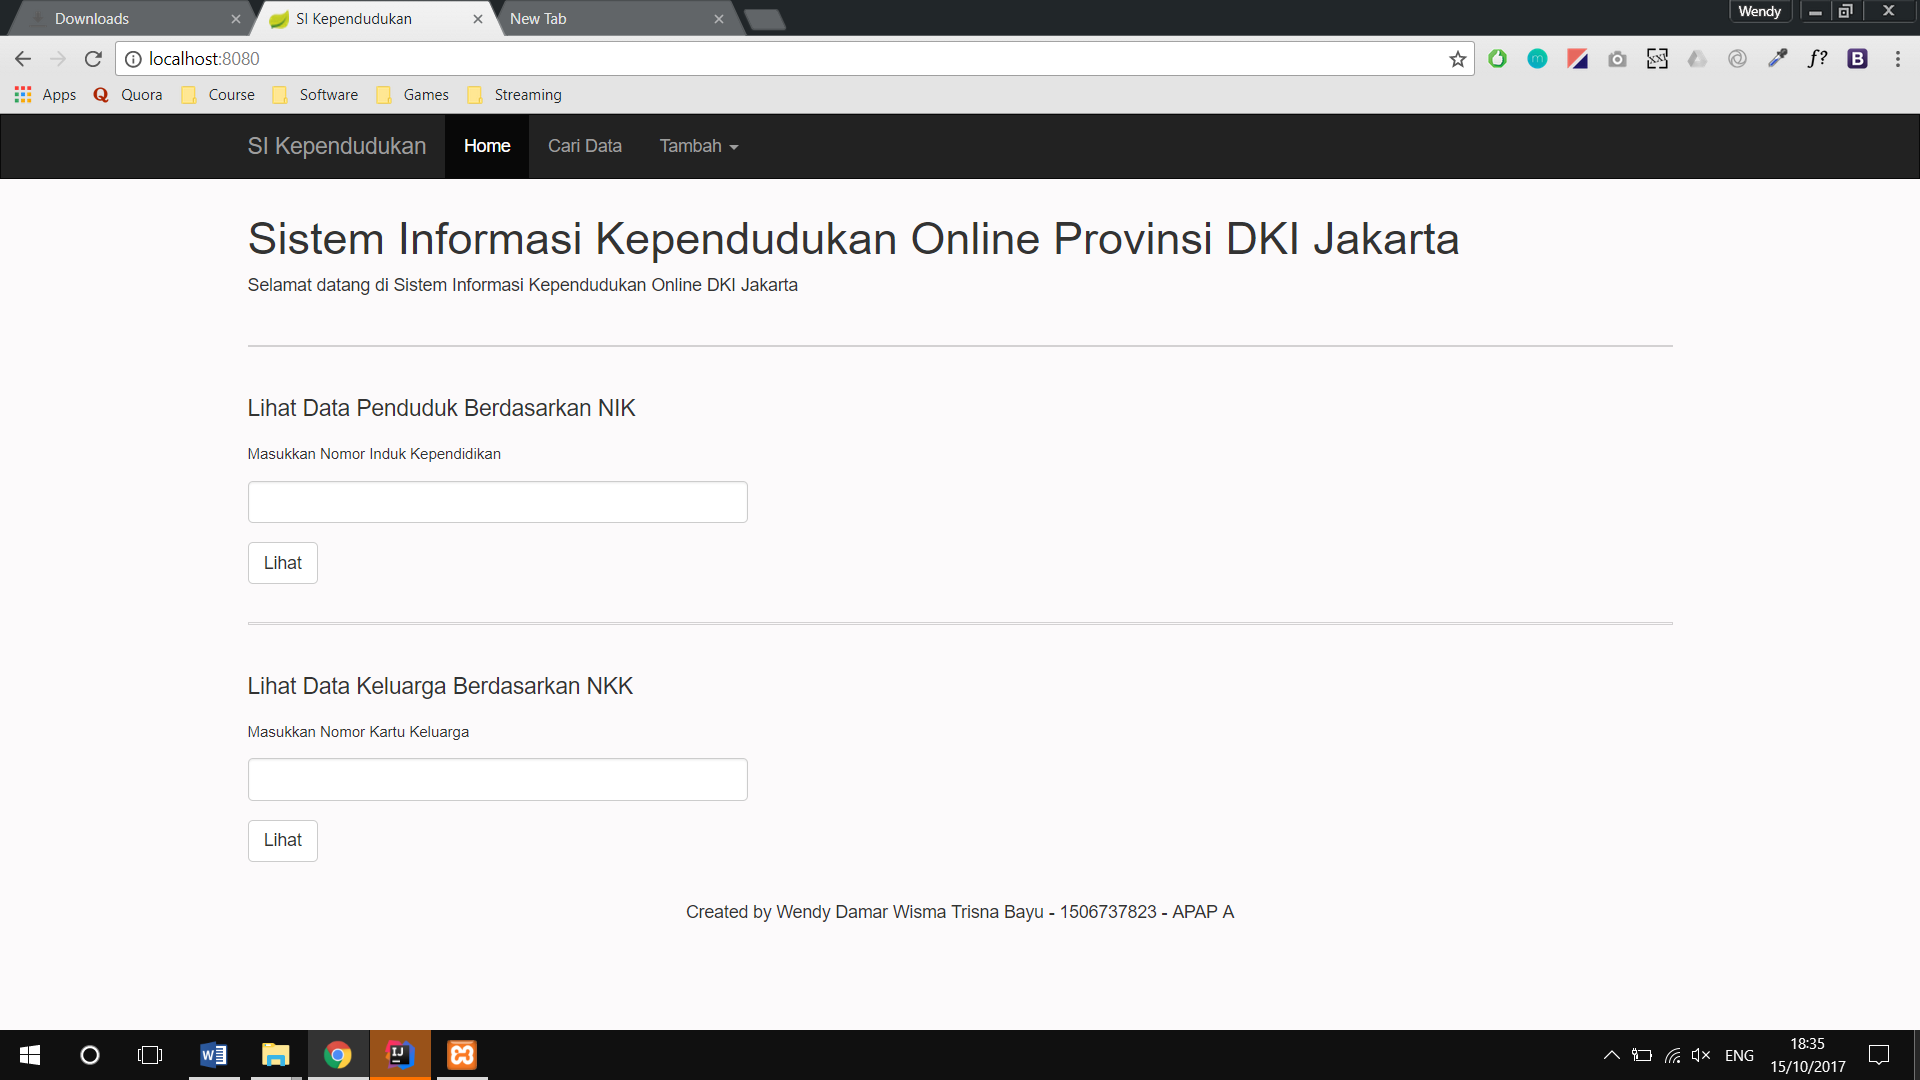 Downloads
SI Kependudukan
New Tab
Wendy
localhost:8080
Apps
Quora
Course
Software
Games
Streaming
SI Kependudukan
Home
Cari Data
Tambah
Sistem Informasi Kependudukan Online Provinsi DKI Jakarta
Selamat datang di Sistem Informasi Kependudukan Online DKI Jakarta
Lihat Data Penduduk Berdasarkan NIK
Masukkan Nomor Induk Kependidikan
Lihat
Lihat Data Keluarga Berdasarkan NKK
Masukkan Nomor Kartu Keluarga
Lihat
Created by Wendy Damar Wisma Trisna Bayu - 1506737823 - APAP A
ENG
18:35
15/10/2017